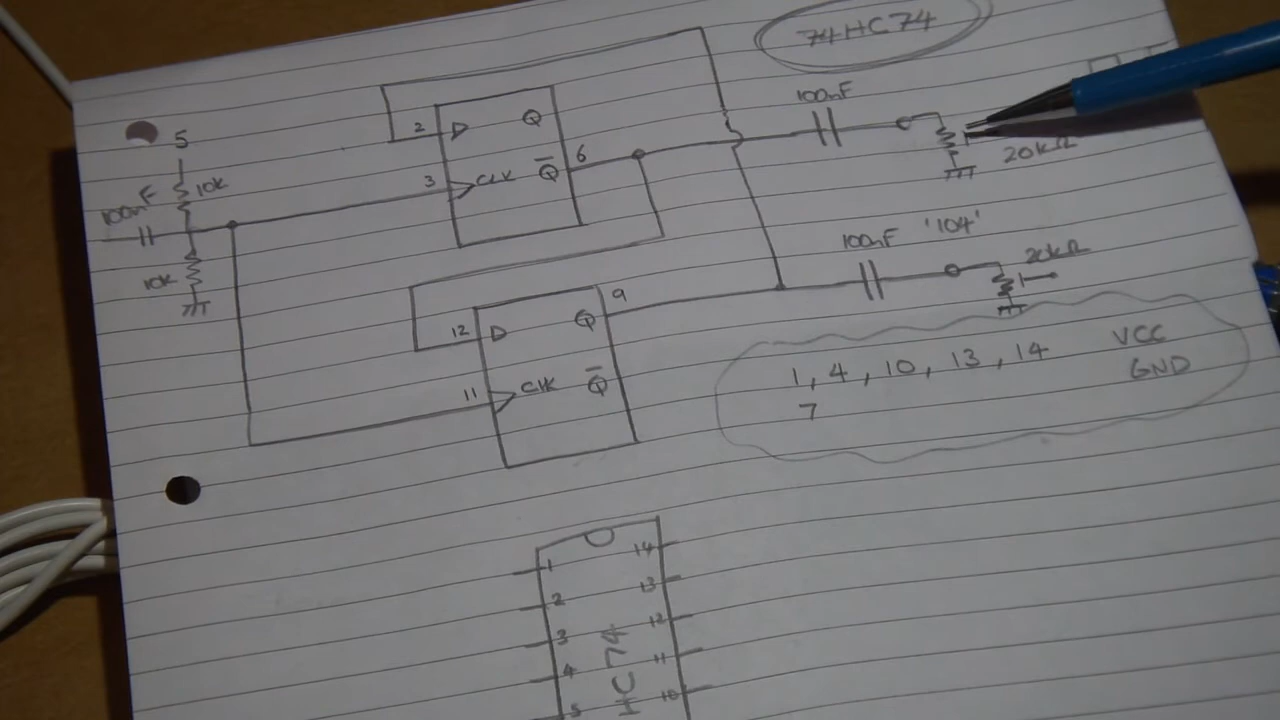 74HC74
100nF
20kΩ
5
10k
100nF
10k
2 D Q
6
3 CLK Q̅
9
12 D Q
11 CLK Q̅
100nF '104'
20kΩ
1, 4, 10, 13, 14 VCC
7 GND
1 14
2 13
3 12
4 11
5 10
HC74